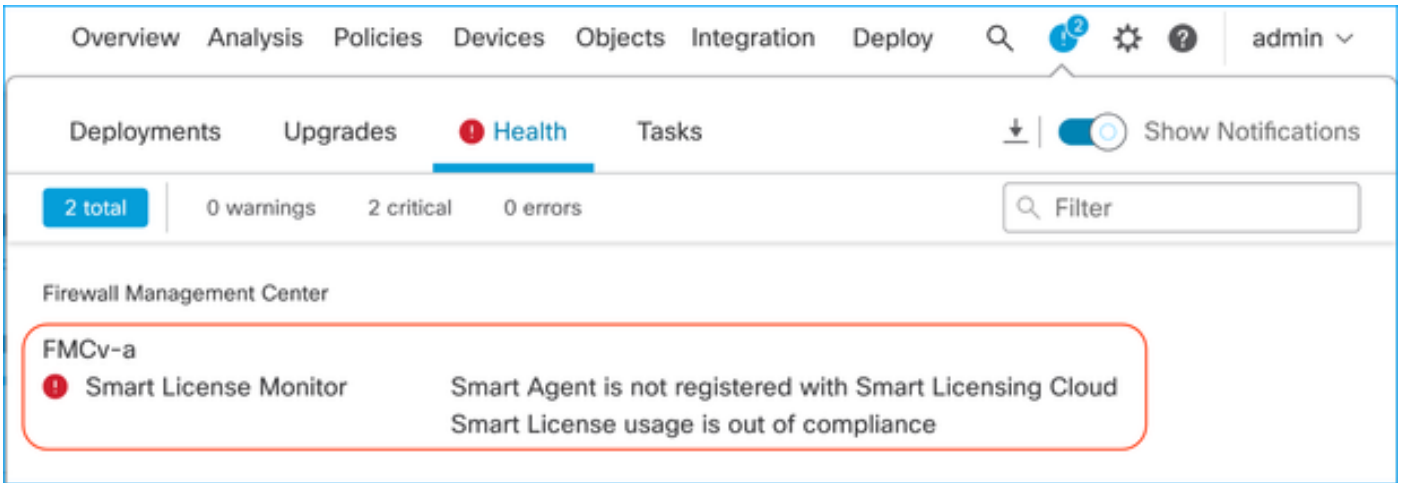 Overview Analysis Policies Devices Objects Integration Deploy 2 admin
Deployments Upgrades Health Tasks Show Notifications
2 total 0 warnings 2 critical 0 errors Filter
Firewall Management Center
FMCv-a
Smart License Monitor Smart Agent is not registered with Smart Licensing Cloud
Smart License usage is out of compliance